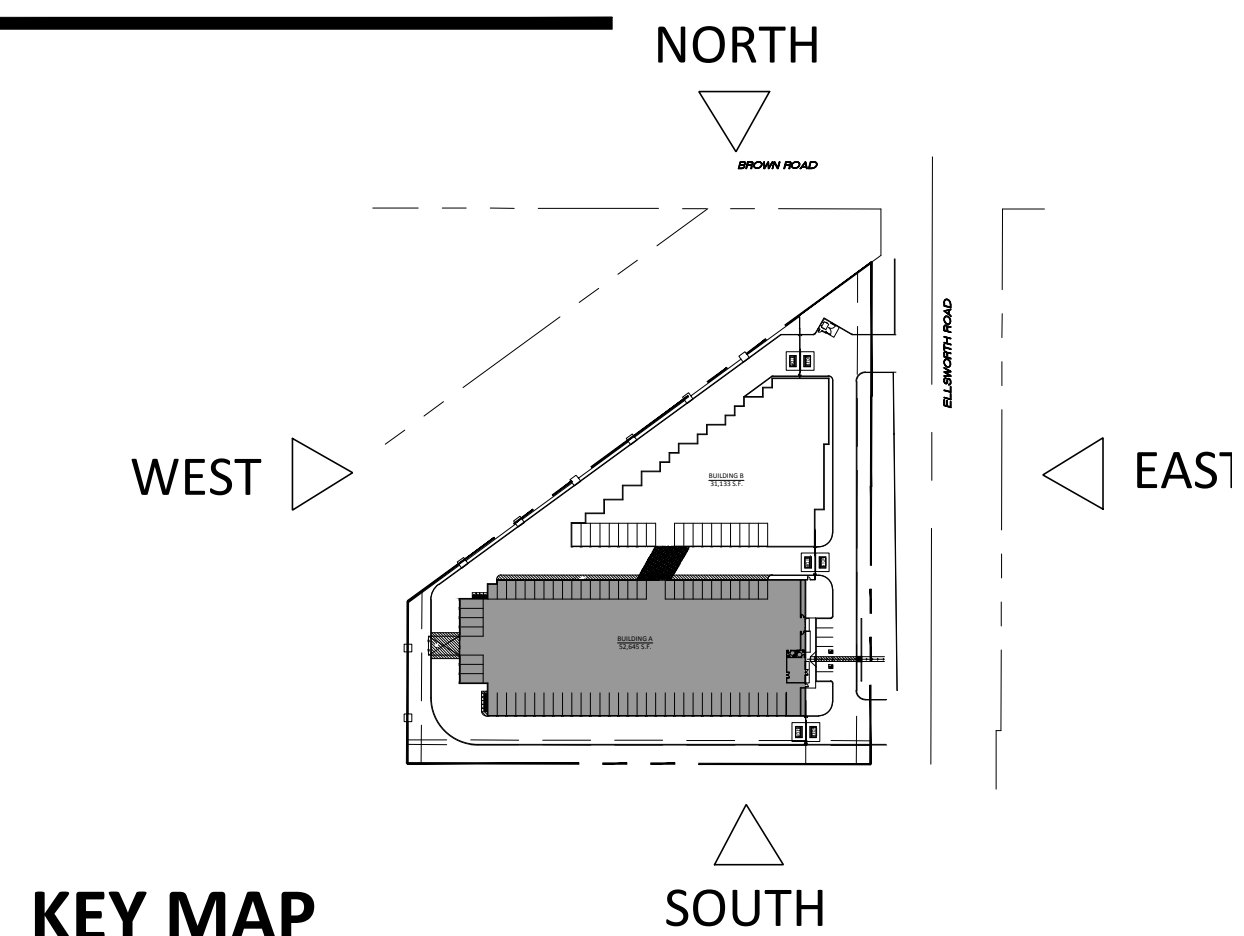 NORTH
BROWN ROAD
ELLSWORTH ROAD
WEST
EAST
BUILDING B
31,133 S.F.
BUILDING A
52,645 S.F.
SOUTH
KEY MAP